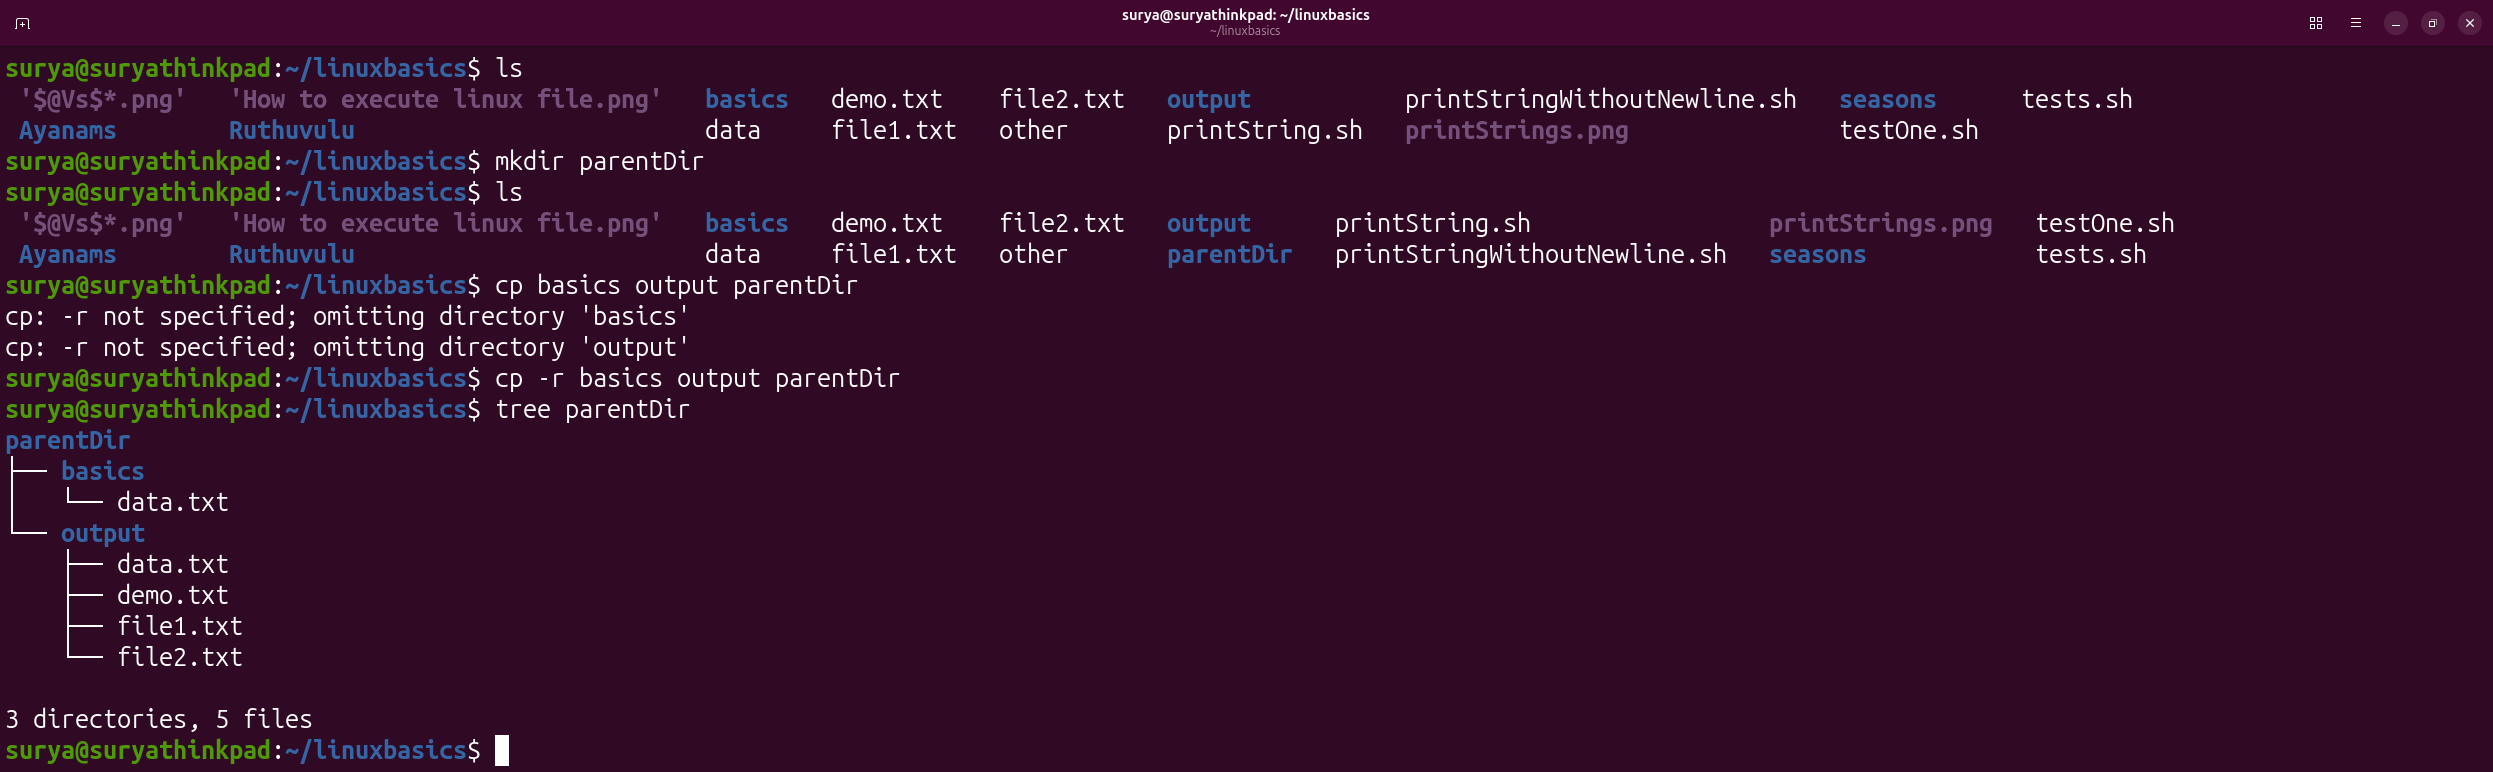 surya@suryathinkpad: ~/linuxbasics
~/linuxbasics
surya@suryathinkpad:~/linuxbasics$ ls
'$@Vs$*.png'   'How to execute linux file.png'   basics   demo.txt    file2.txt   output           printStringWithoutNewline.sh   seasons      tests.sh
Ayanams        Ruthuvulu                         data     file1.txt   other       printString.sh   printStrings.png               testOne.sh
surya@suryathinkpad:~/linuxbasics$ mkdir parentDir
surya@suryathinkpad:~/linuxbasics$ ls
'$@Vs$*.png'   'How to execute linux file.png'   basics   demo.txt    file2.txt   output      printString.sh                 printStrings.png   testOne.sh
Ayanams        Ruthuvulu                         data     file1.txt   other       parentDir   printStringWithoutNewline.sh   seasons            tests.sh
surya@suryathinkpad:~/linuxbasics$ cp basics output parentDir
cp: -r not specified; omitting directory 'basics'
cp: -r not specified; omitting directory 'output'
surya@suryathinkpad:~/linuxbasics$ cp -r basics output parentDir
surya@suryathinkpad:~/linuxbasics$ tree parentDir
parentDir
├── basics
│   └── data.txt
└── output
    ├── data.txt
    ├── demo.txt
    ├── file1.txt
    └── file2.txt
3 directories, 5 files
surya@suryathinkpad:~/linuxbasics$